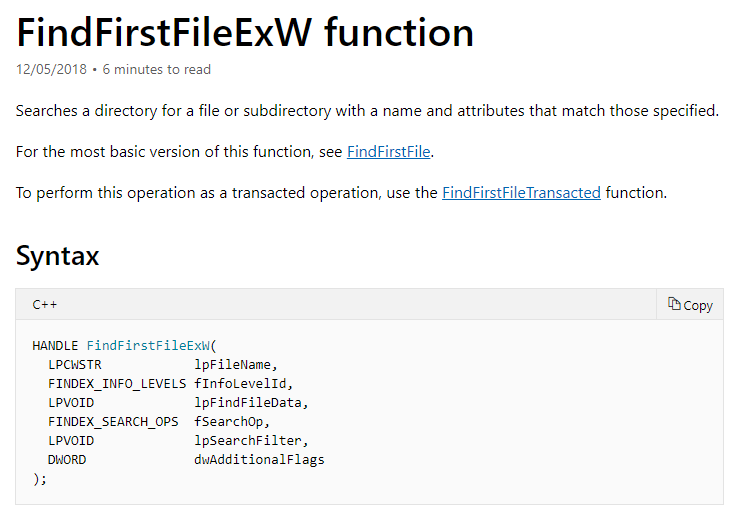 FindFirstFileExW function
12/05/2018 • 6 minutes to read
Searches a directory for a file or subdirectory with a name and attributes that match those specified.
For the most basic version of this function, see FindFirstFile.
To perform this operation as a transacted operation, use the FindFirstFileTransacted function.
Syntax
C++ Copy
HANDLE FindFirstFileExW(
  LPCWSTR            lpFileName,
  FINDEX_INFO_LEVELS fInfoLevelId,
  LPVOID             lpFindFileData,
  FINDEX_SEARCH_OPS  fSearchOp,
  LPVOID             lpSearchFilter,
  DWORD              dwAdditionalFlags
);